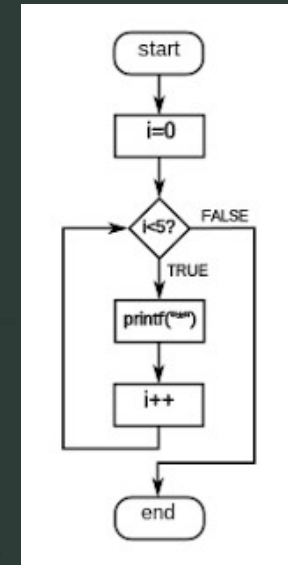 start
i=0
i<5?
FALSE
TRUE
printf("*")
i++
end